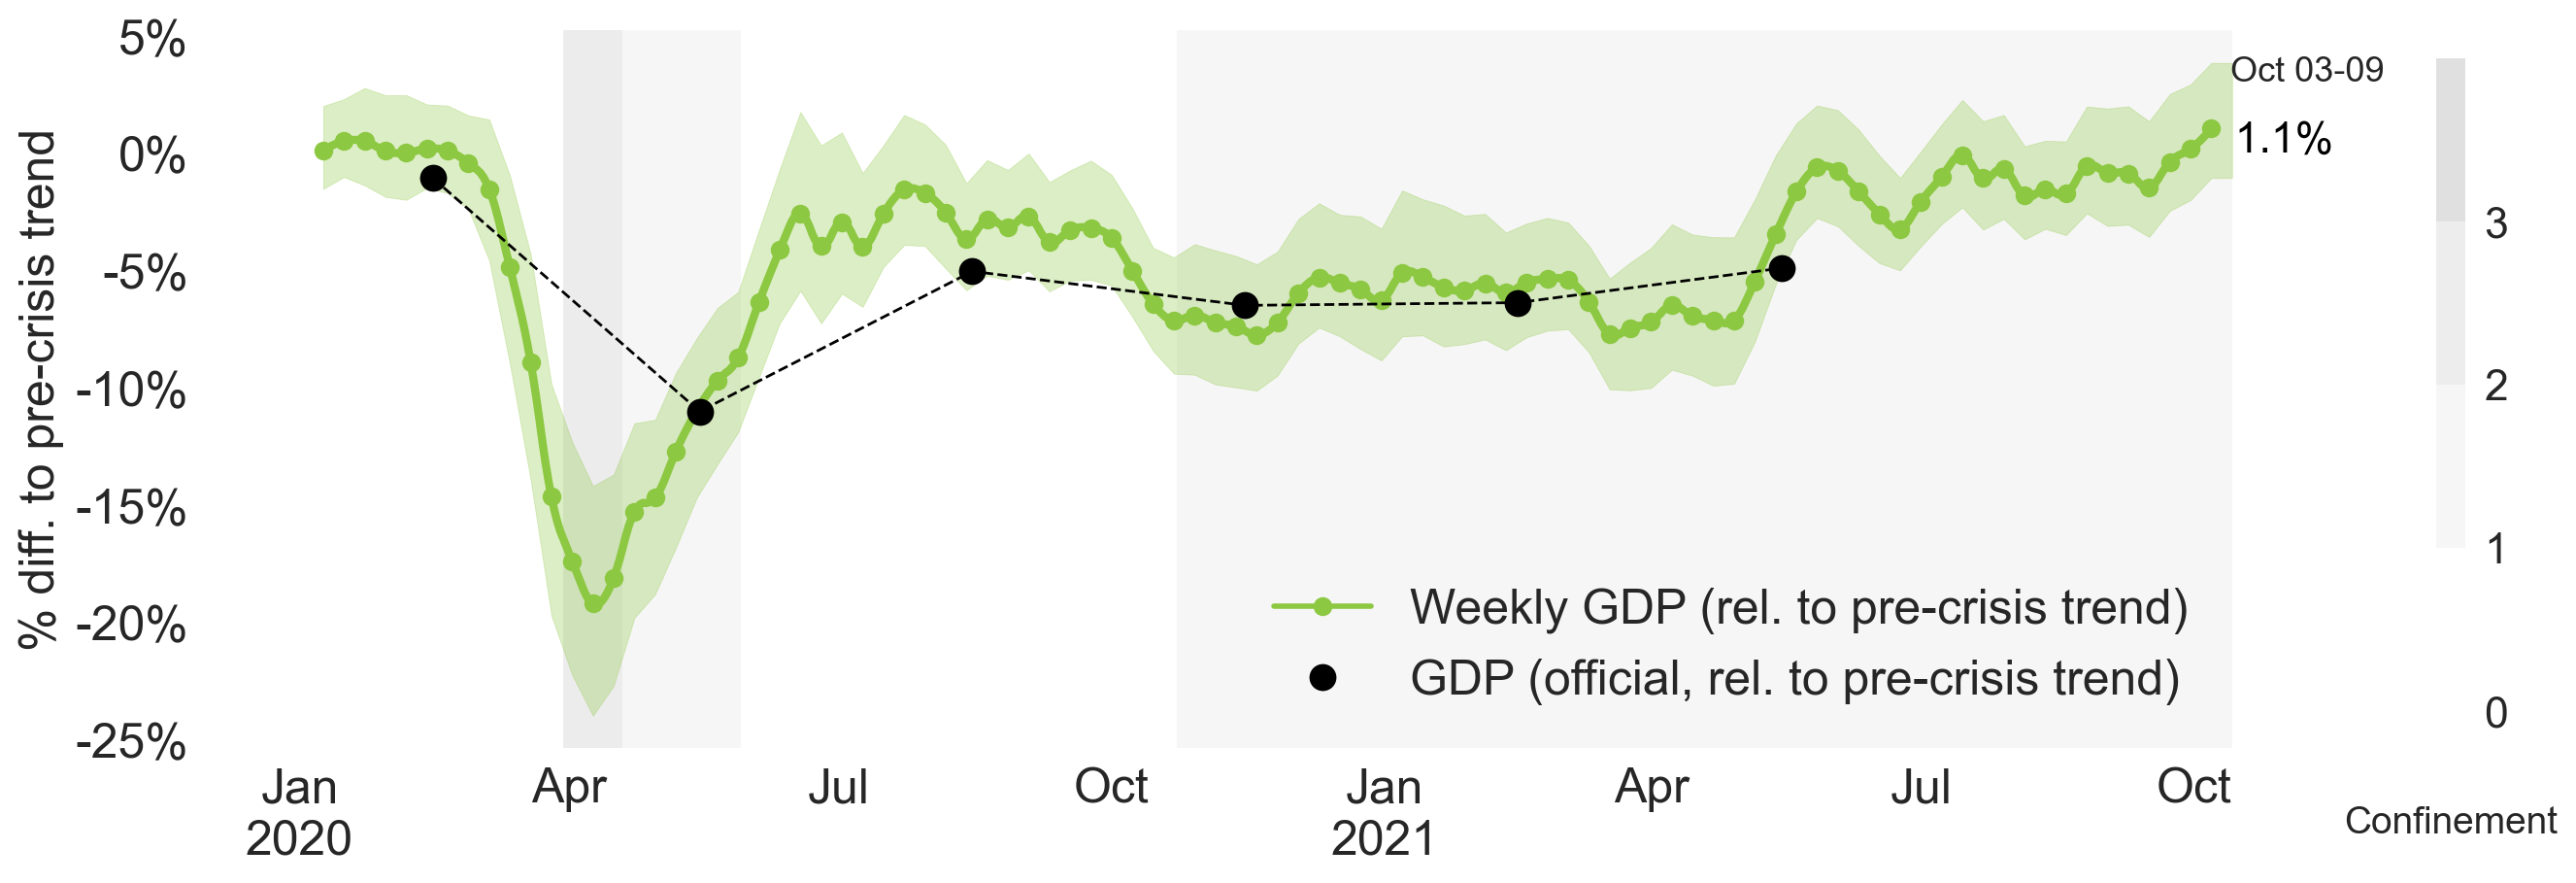 % diff. to pre-crisis trend
5%
0%
-5%
-10%
-15%
-20%
-25%
Jan
2020
Apr
Jul
Oct
Jan
2021
Apr
Jul
Oct
Oct 03-09
1.1%
Weekly GDP (rel. to pre-crisis trend)
GDP (official, rel. to pre-crisis trend)
3
2
1
0
Confinement